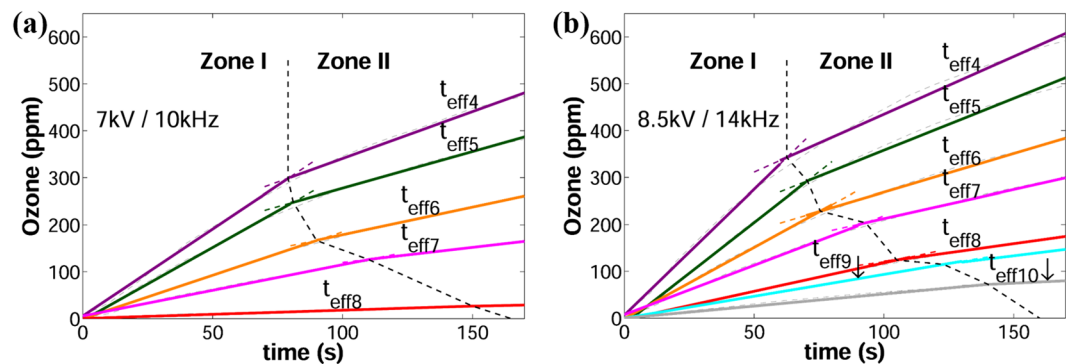 (a)
Ozone (ppm)
600
500
400
300
200
100
0
Zone I
Zone II
7kV / 10kHz
teff4
teff5
teff6
teff7
teff8
0
50
100
150
time (s)
(b)
Ozone (ppm)
600
500
400
300
200
100
0
Zone I
Zone II
8.5kV / 14kHz
teff4
teff5
teff6
teff7
teff8
teff9↓
teff10↓
0
50
100
150
time (s)